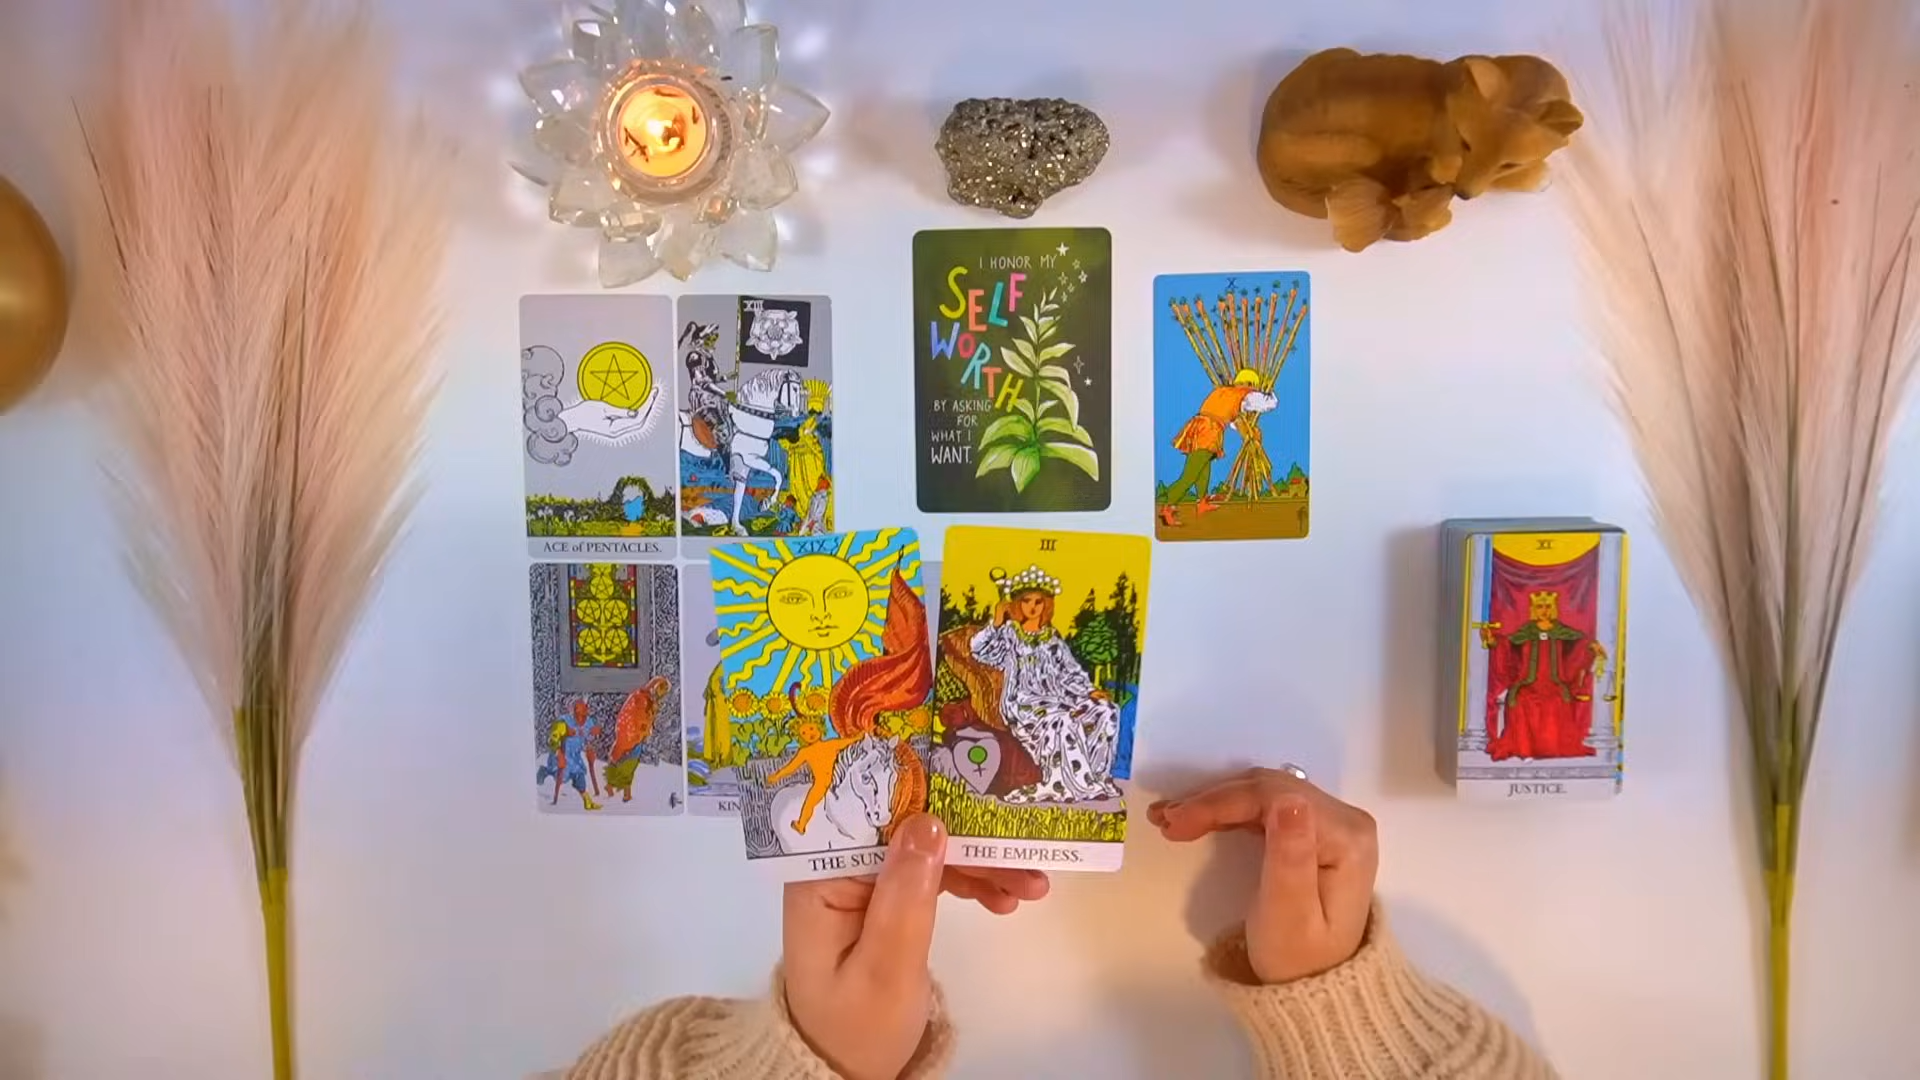 I HONOR MY
SELF
WORTH
BY ASKING
FOR
WHAT I
WANT.
X
XIII
ACE of PENTACLES.
XIX
III
KIN
THE SUN
THE EMPRESS.
XI
JUSTICE.